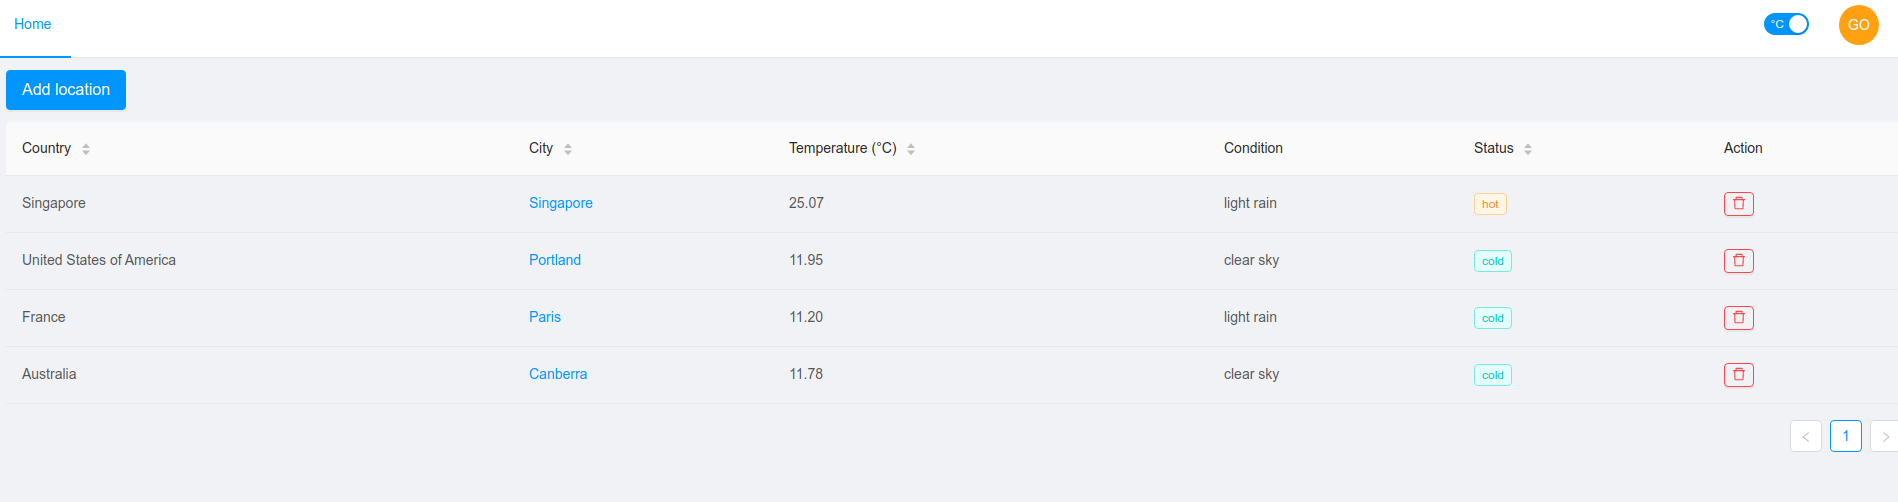 Home °C GO
Add location
Country City Temperature (°C) Condition Status Action
Singapore Singapore 25.07 light rain hot
United States of America Portland 11.95 clear sky cold
France Paris 11.20 light rain cold
Australia Canberra 11.78 clear sky cold
1